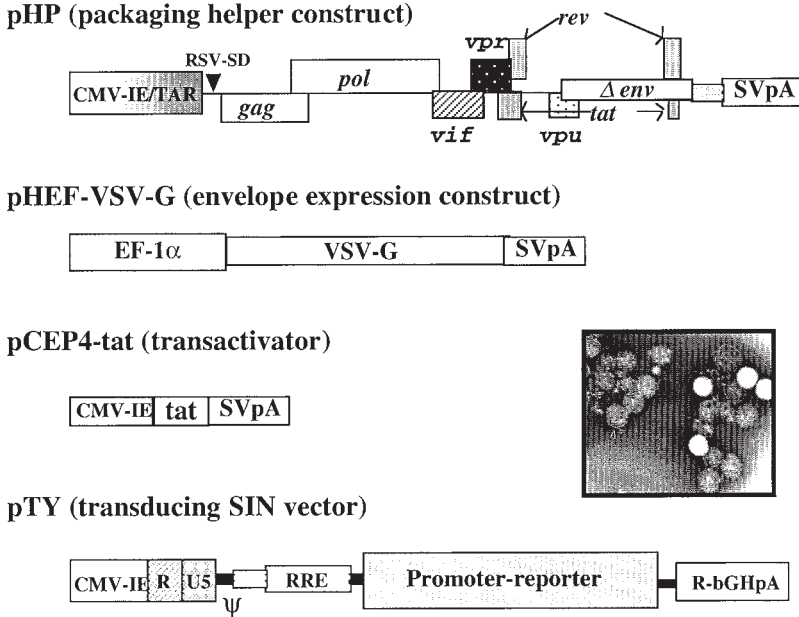 pHP (packaging helper construct)
rev
vpr
RSV-SD
CMV-IE/TAR
pol
Δ env
SVpA
gag
vif
vpu
tat
pHEF-VSV-G (envelope expression construct)
EF-1α
VSV-G
SVpA
pCEP4-tat (transactivator)
CMV-IE
tat
SVpA
pTY (transducing SIN vector)
CMV-IE
R
U5
RRE
Promoter-reporter
R-bGHpA
Ψ